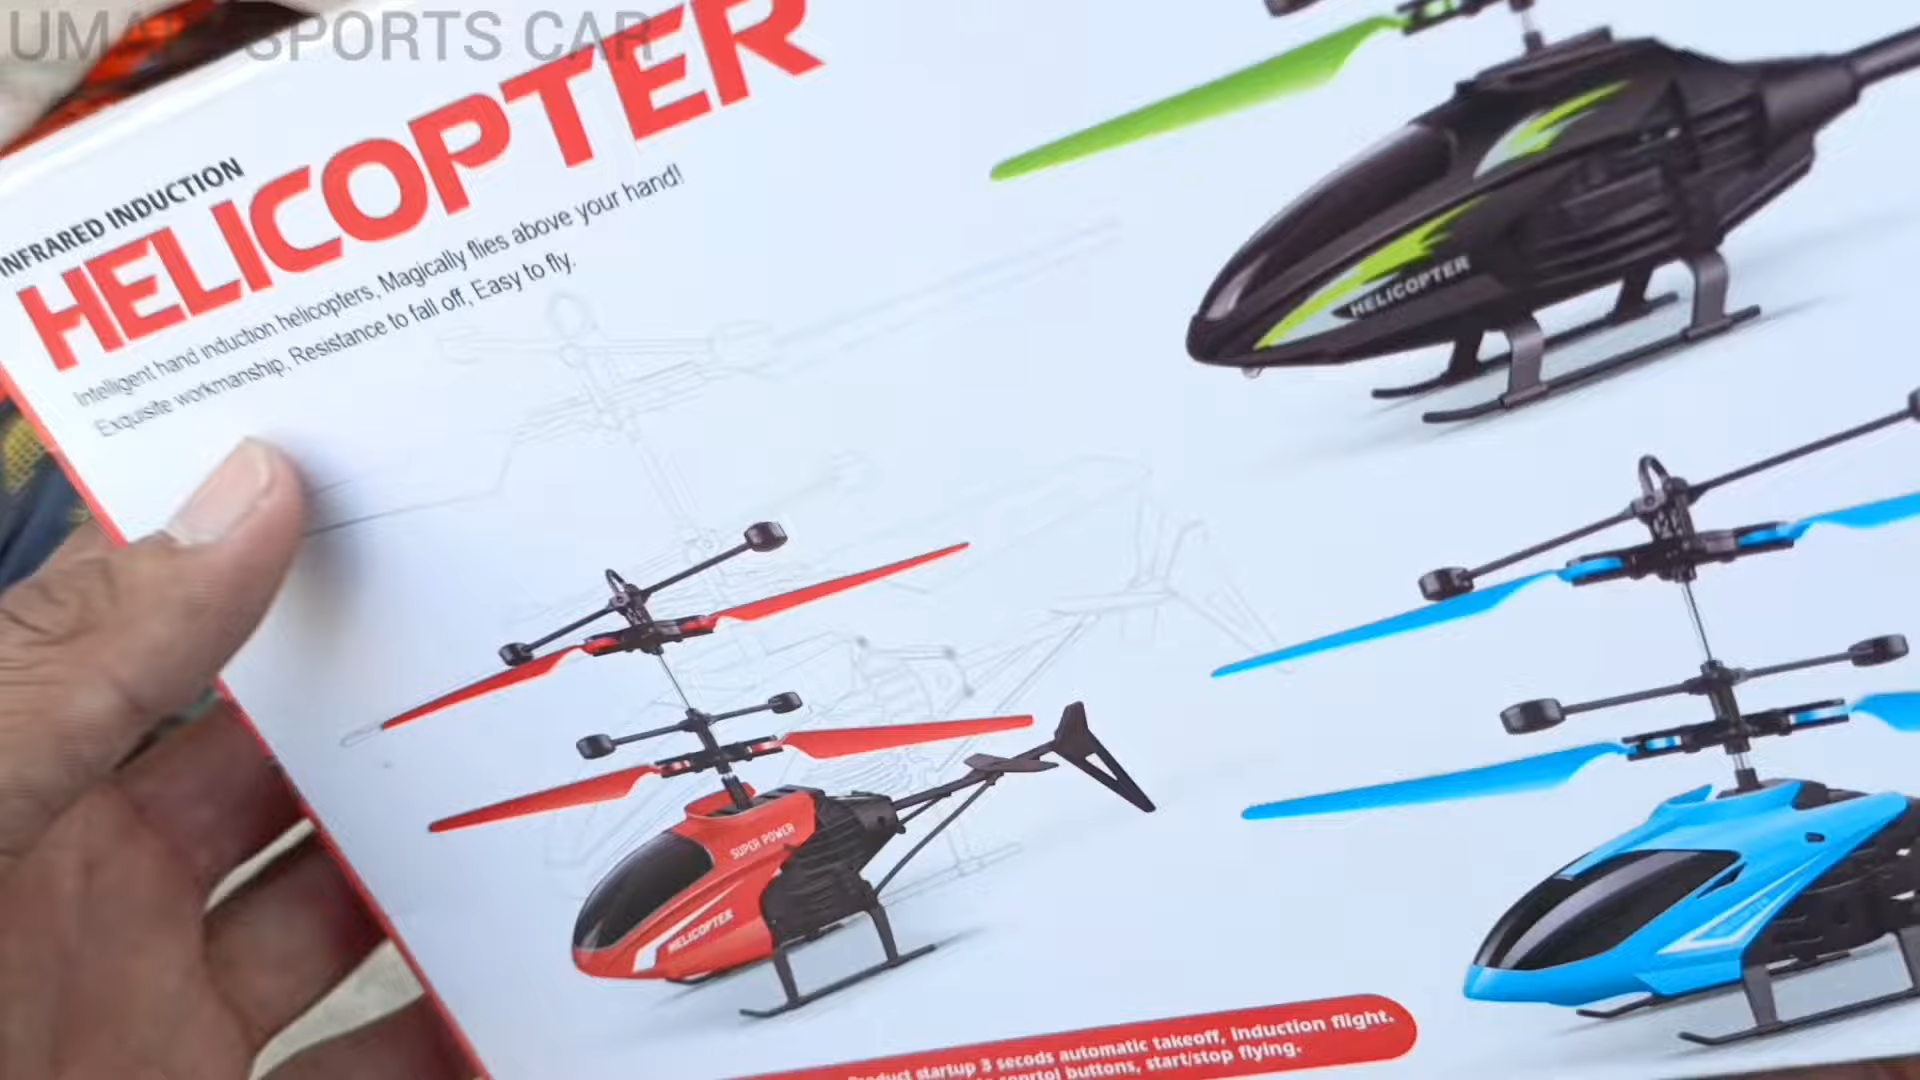 SPORTS CAR
INFRARED INDUCTION
HELICOPTER
Intelligent hand induction helicopters, Magically flies above your hand!
Exquisite workmanship, Resistance to fall off, Easy to fly.
HELICOPTER
SUPER POWER
HELICOPTER
Product startup 3 secods automatic takeoff, Induction flight.
conrtol buttons, start/stop flying.